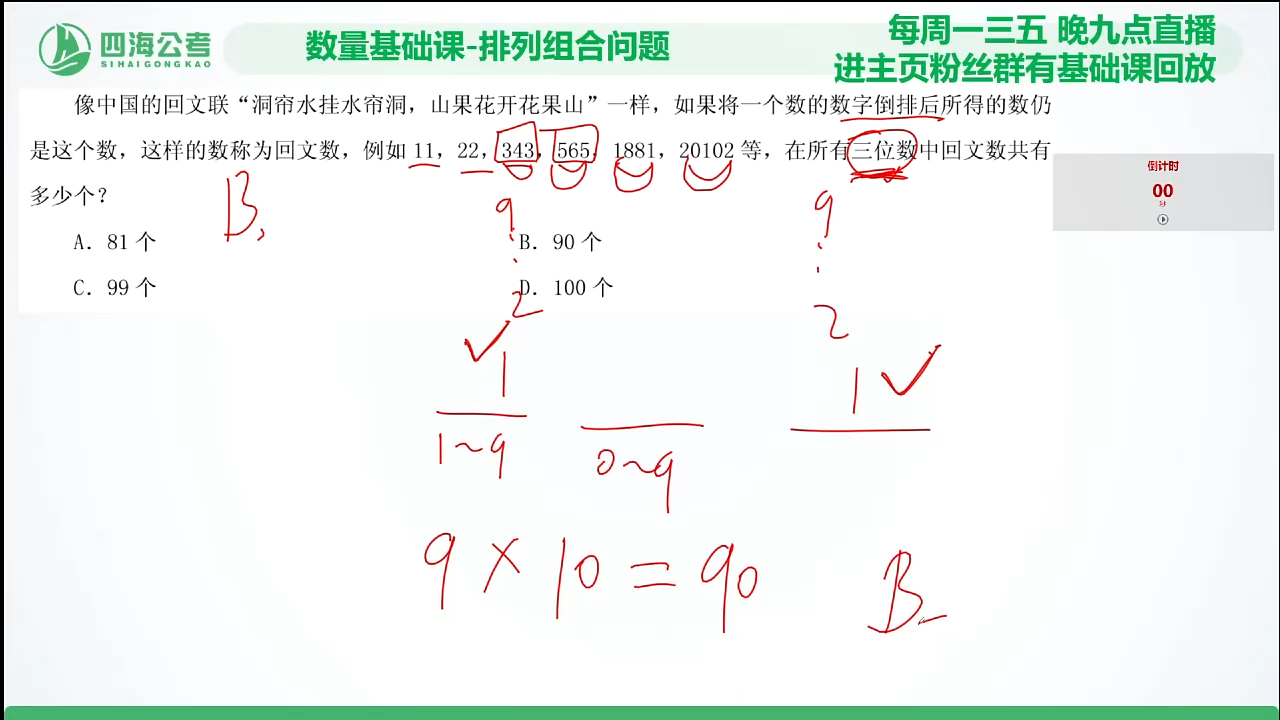 四海公考
SIHAIGONGKAO
数量基础课-排列组合问题
每周一三五 晚九点直播
进主页粉丝群有基础课回放
像中国的回文联“洞帘水挂水帘洞，山果花开花果山”一样，如果将一个数的数字倒排后所得的数仍
是这个数，这样的数称为回文数，例如 11，22，343，565，1881，20102 等，在所有三位数中回文数共有
多少个？
倒计时
00
秒
B
A．81 个
B．90 个
C．99 个
D．100 个
9
9
2
2
1
1
1~9
0~9
9×10=90
B